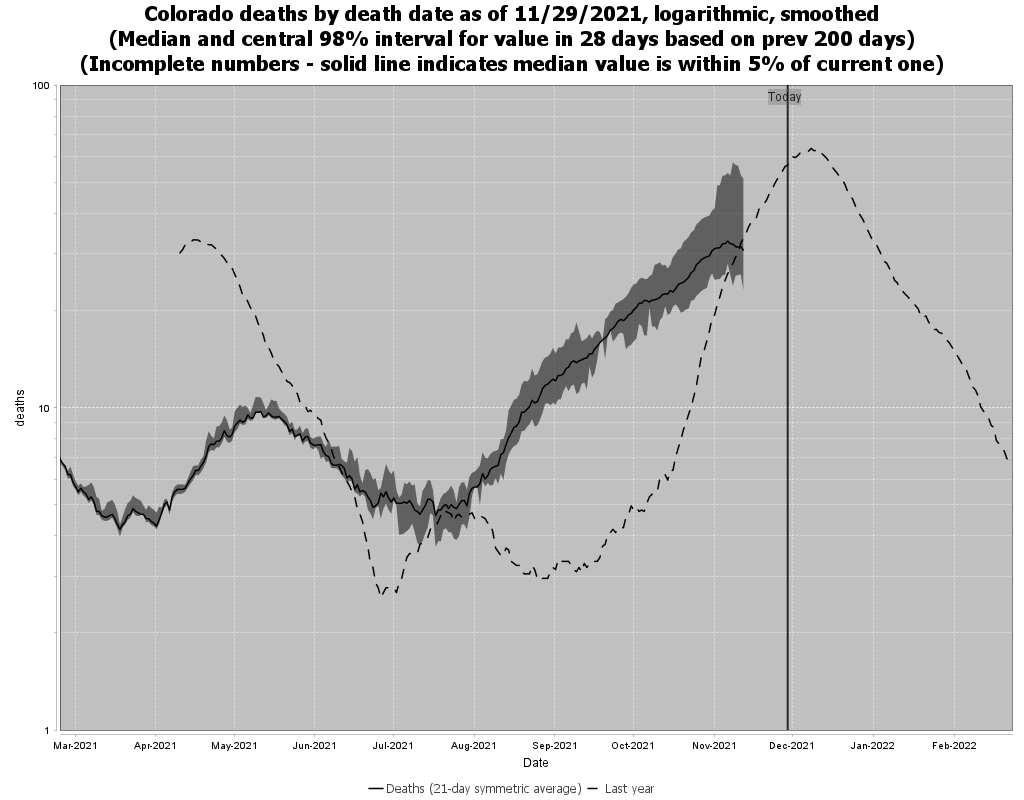 Colorado deaths by death date as of 11/29/2021, logarithmic, smoothed
(Median and central 98% interval for value in 28 days based on prev 200 days)
(Incomplete numbers - solid line indicates median value is within 5% of current one)
Today
100
10
1
deaths
Mar-2021 Apr-2021 May-2021 Jun-2021 Jul-2021 Aug-2021 Sep-2021 Oct-2021 Nov-2021 Dec-2021 Jan-2022 Feb-2022
Date
Deaths (21-day symmetric average) Last year